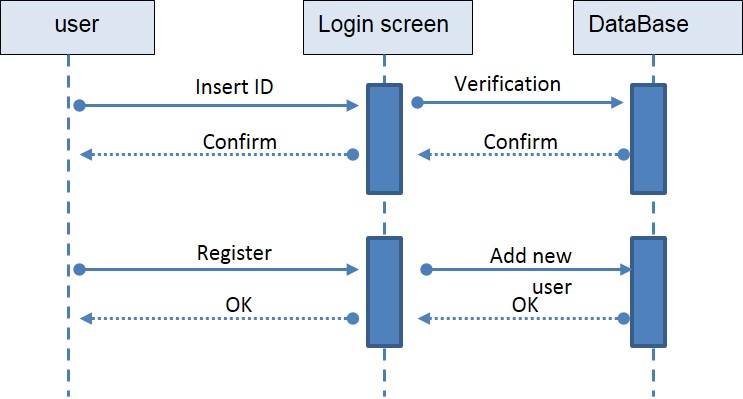 user
Login screen
DataBase
Insert ID
Verification
Confirm
Confirm
Register
Add new
user
OK
OK